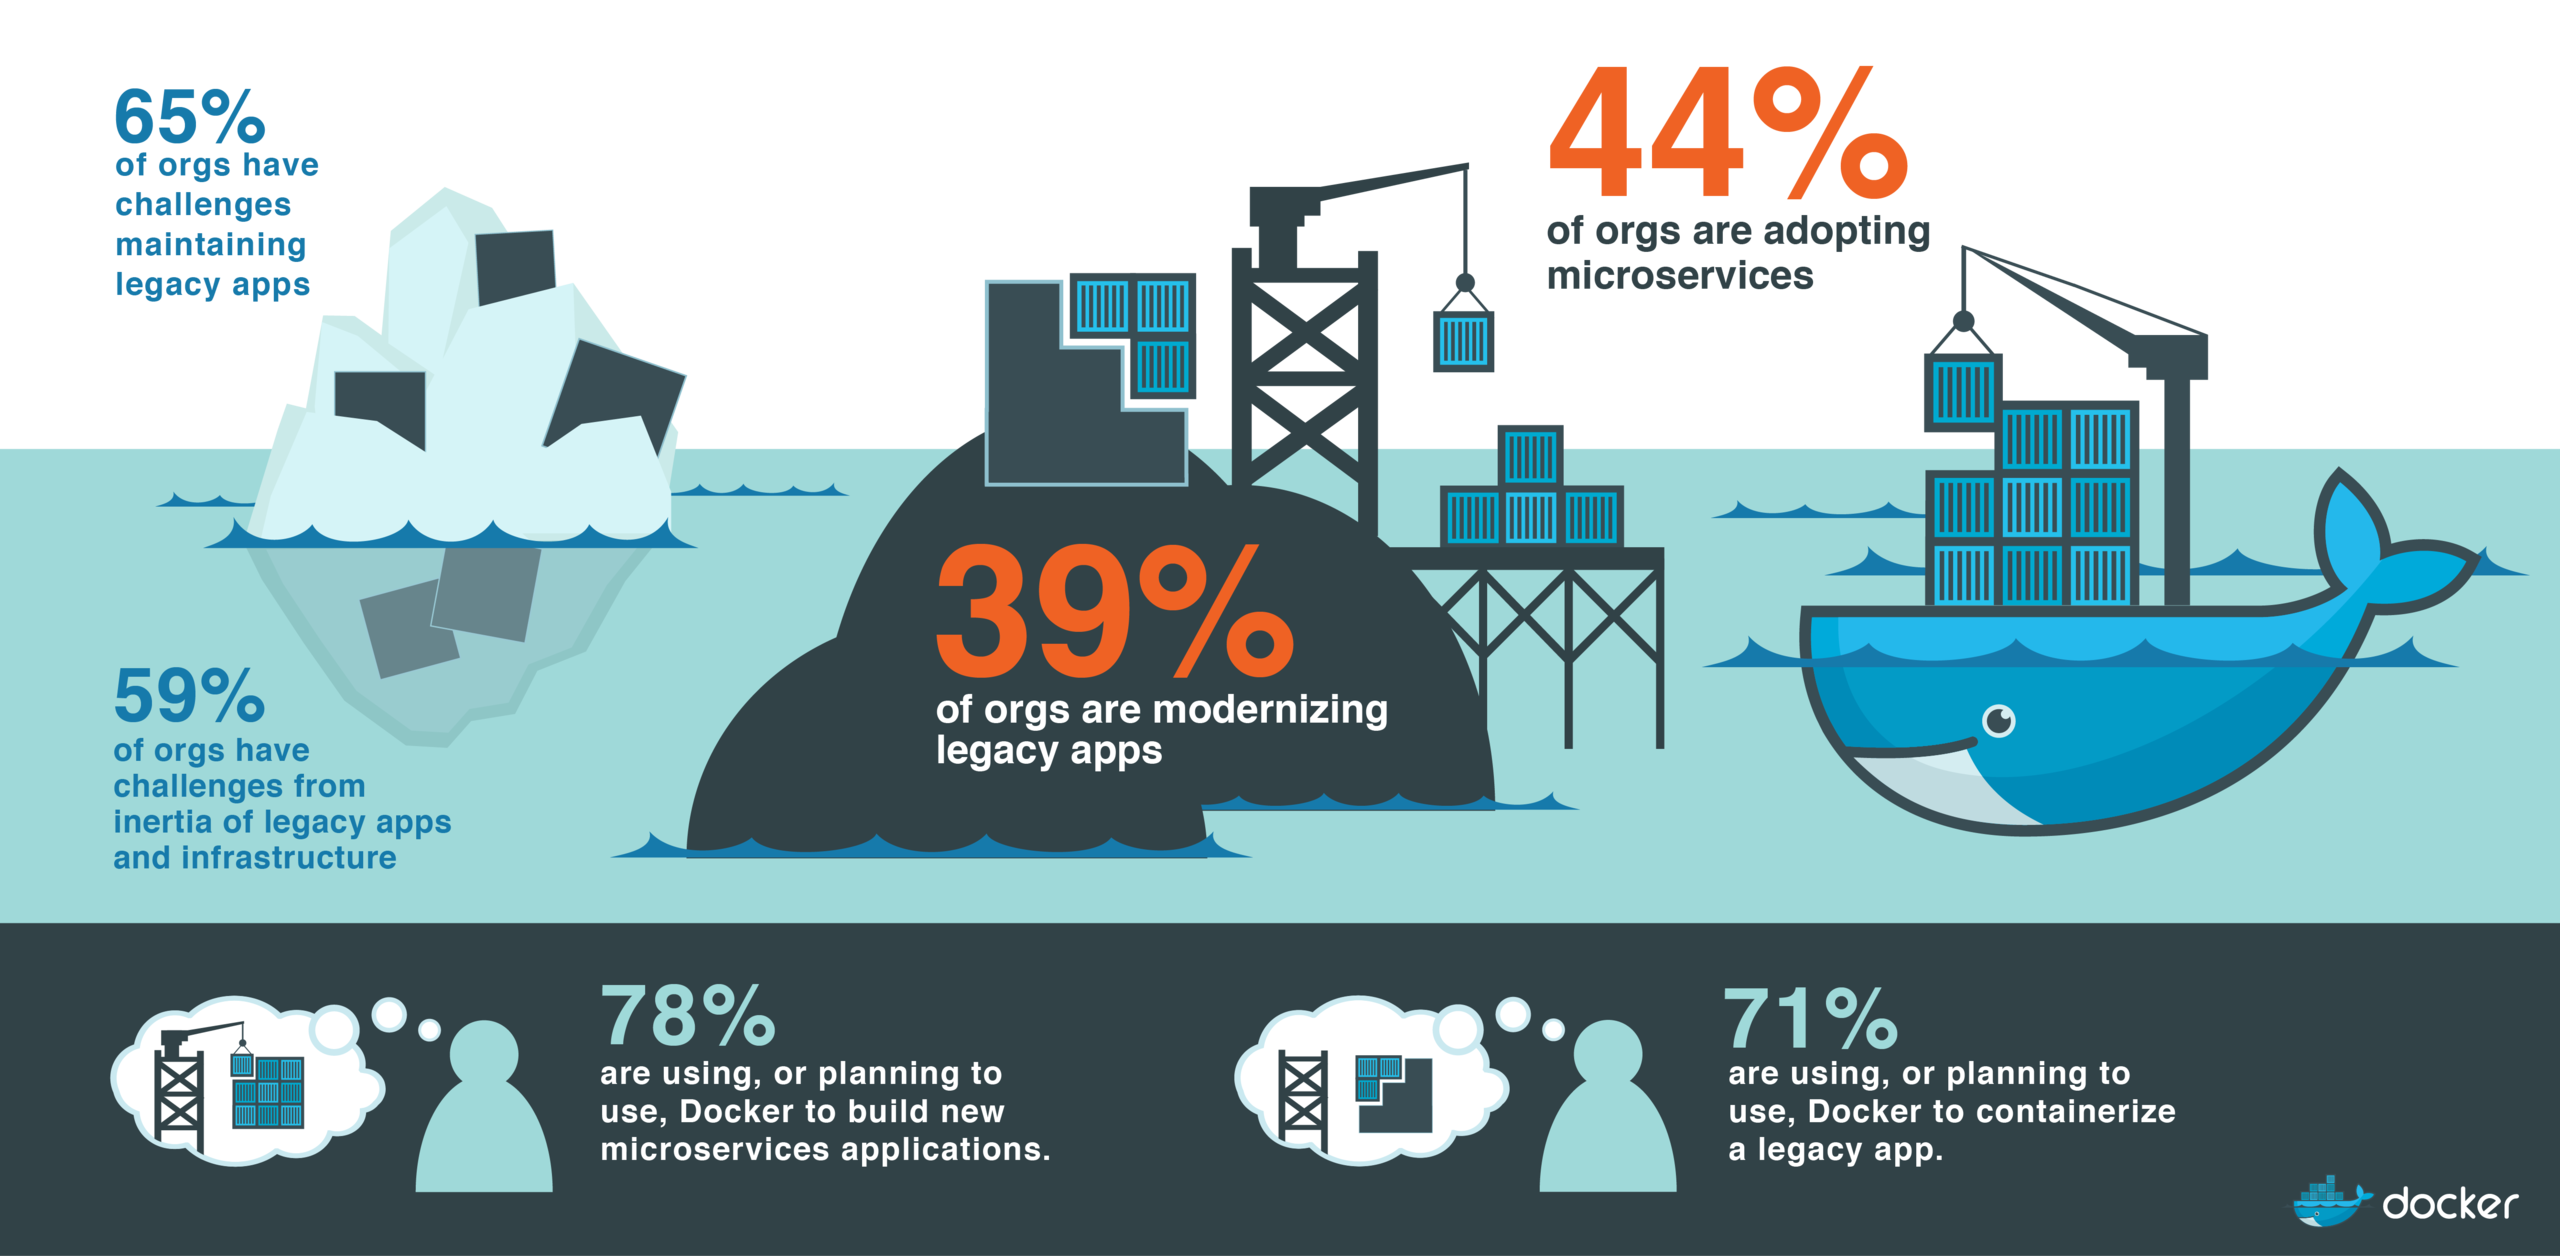 65%
of orgs have
challenges
maintaining
legacy apps
44%
of orgs are adopting
microservices
39%
of orgs are modernizing
legacy apps
59%
of orgs have
challenges from
inertia of legacy apps
and infrastructure
78%
are using, or planning to
use, Docker to build new
microservices applications.
71%
are using, or planning to
use, Docker to containerize
a legacy app.
docker